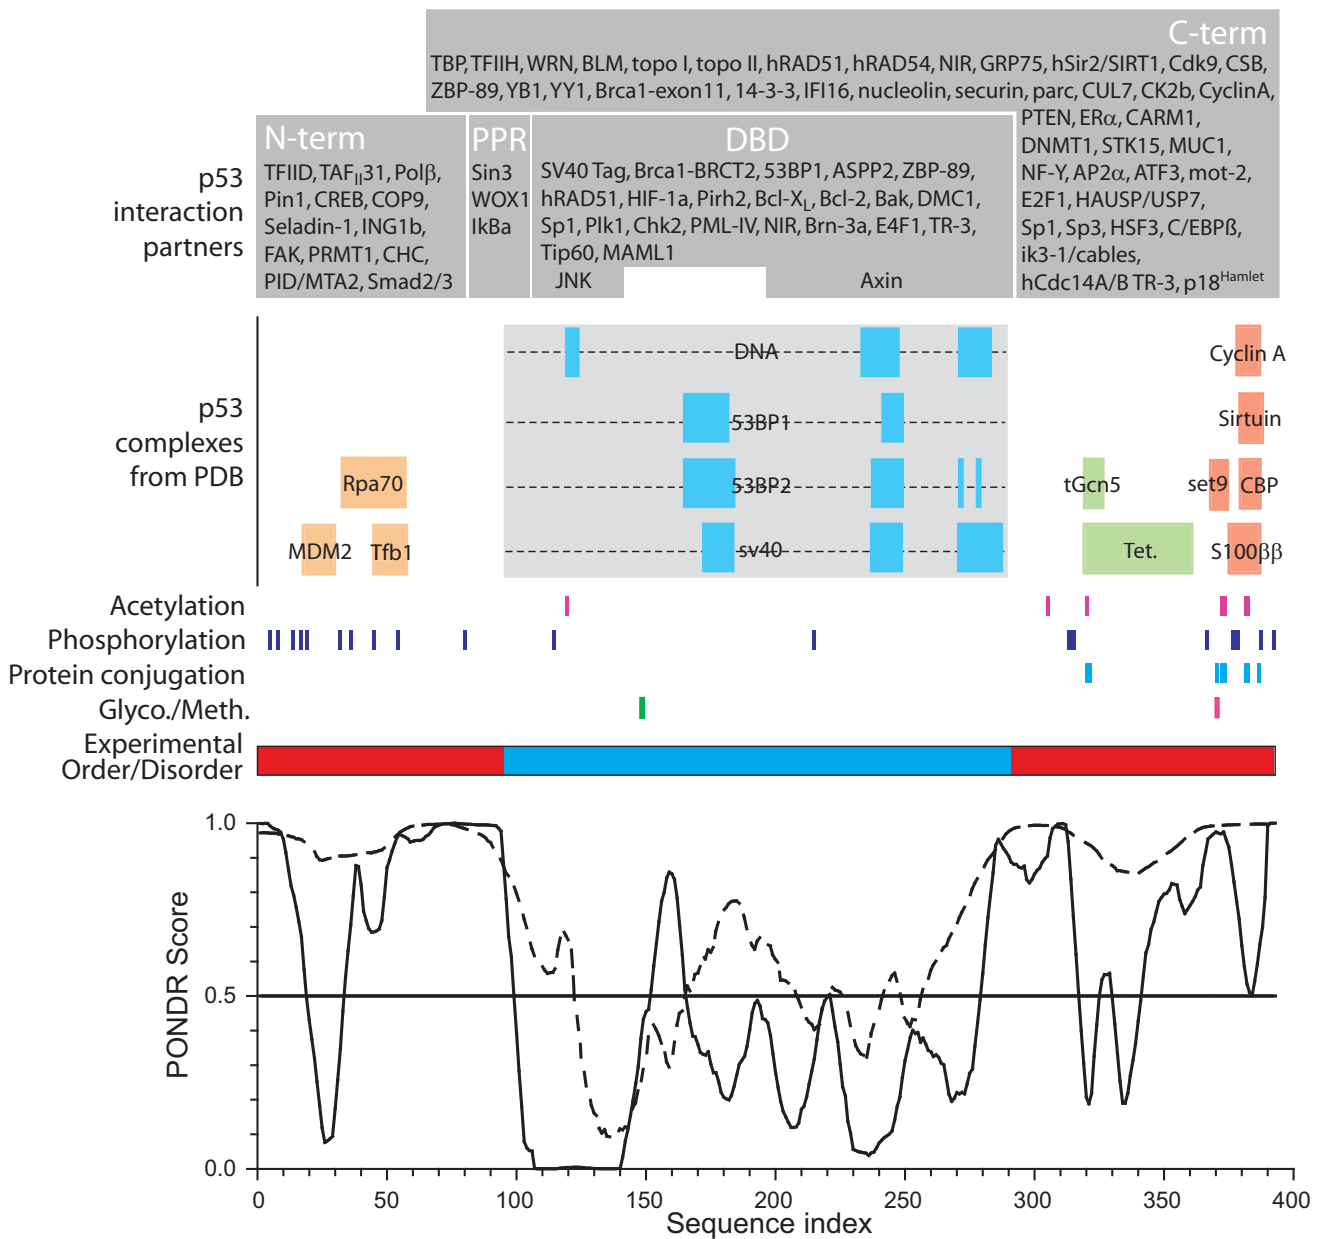 C-term
TBP, TFIIH, WRN, BLM, topo I, topo II, hRAD51, hRAD54, NIR, GRP75, hSir2/SIRT1, Cdk9, CSB,
ZBP-89, YB1, YY1, Brca1-exon11, 14-3-3, IFI16, nucleolin, securin, parc, CUL7, CK2b, CyclinA,
PTEN, ERα, CARM1,
DNMT1, STK15, MUC1,
NF-Y, AP2α, ATF3, mot-2,
E2F1, HAUSP/USP7,
Sp1, Sp3, HSF3, C/EBPß,
ik3-1/cables,
hCdc14A/B TR-3, p18Hamlet
p53
interaction
partners
N-term
TFIID, TAFII31, Polβ,
Pin1, CREB, COP9,
Seladin-1, ING1b,
FAK, PRMT1, CHC,
PID/MTA2, Smad2/3
PPR
Sin3
WOX1
IkBa
DBD
SV40 Tag, Brca1-BRCT2, 53BP1, ASPP2, ZBP-89,
hRAD51, HIF-1a, Pirh2, Bcl-XL, Bcl-2, Bak, DMC1,
Sp1, Plk1, Chk2, PML-IV, NIR, Brn-3a, E4F1, TR-3,
Tip60, MAML1
JNK
Axin
p53
complexes
from PDB
DNA
Cyclin A
53BP1
Sirtuin
Rpa70
53BP2
tGcn5
set9
CBP
MDM2
Tfb1
sv40
Tet.
S100ββ
Acetylation
Phosphorylation
Protein conjugation
Glyco./Meth.
Experimental
Order/Disorder
PONDR Score
1.0
0.5
0.0
0 50 100 150 200 250 300 350 400
Sequence index